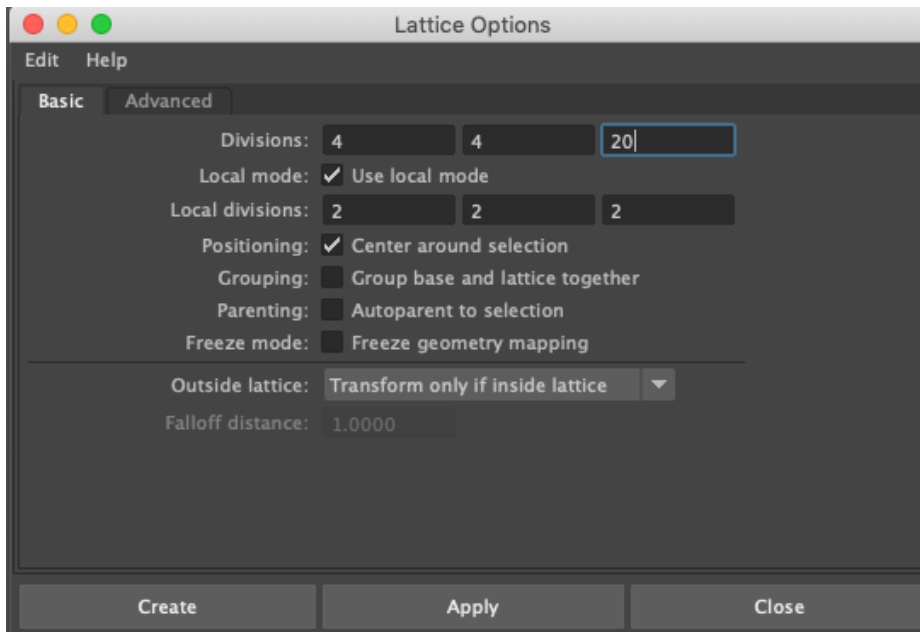 Lattice Options
Edit Help
Basic Advanced
Divisions: 4 4 20
Local mode: Use local mode
Local divisions: 2 2 2
Positioning: Center around selection
Grouping: Group base and lattice together
Parenting: Autoparent to selection
Freeze mode: Freeze geometry mapping
Outside lattice: Transform only if inside lattice
Falloff distance: 1.0000
Create Apply Close